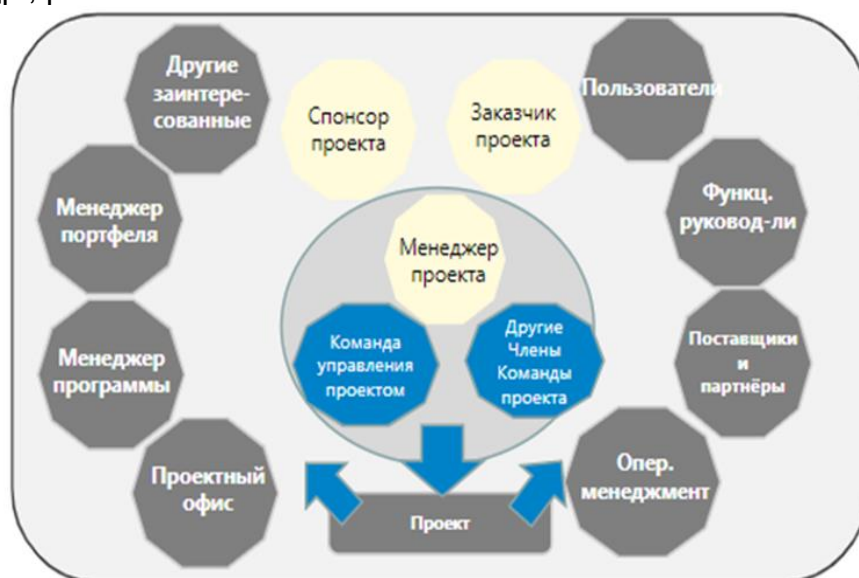 Другие
заинтере-
сованные
Спонсор
проекта
Заказчик
проекта
Пользователи
Менеджер
портфеля
Функц.
руковод-ли
Менеджер
проекта
Менеджер
программы
Команда
управления
проектом
Другие
Члены
Команды
проекта
Поставщики
и
партнёры
Проектный
офис
Проект
Опер.
менеджмент